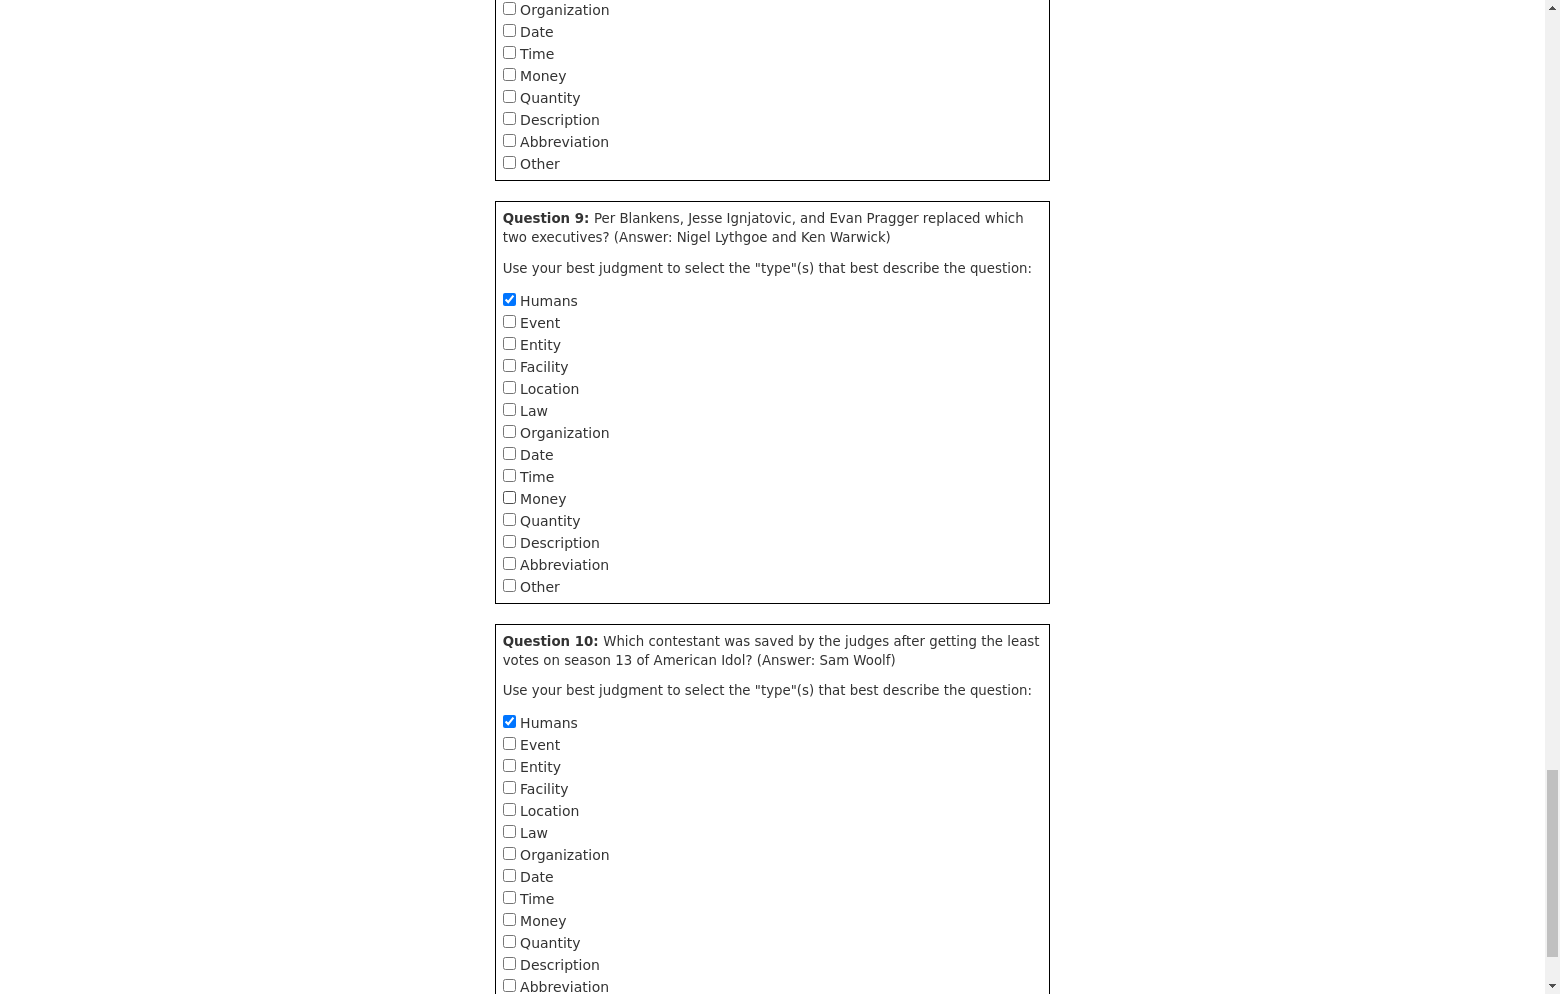 Organization
Date
Time
Money
Quantity
Description
Abbreviation
Other
Question 9: Per Blankens, Jesse Ignjatovic, and Evan Pragger replaced which
two executives? (Answer: Nigel Lythgoe and Ken Warwick)
Use your best judgment to select the "type"(s) that best describe the question:
Humans
Event
Entity
Facility
Location
Law
Organization
Date
Time
Money
Quantity
Description
Abbreviation
Other
Question 10: Which contestant was saved by the judges after getting the least
votes on season 13 of American Idol? (Answer: Sam Woolf)
Use your best judgment to select the "type"(s) that best describe the question:
Humans
Event
Entity
Facility
Location
Law
Organization
Date
Time
Money
Quantity
Description
Abbreviation